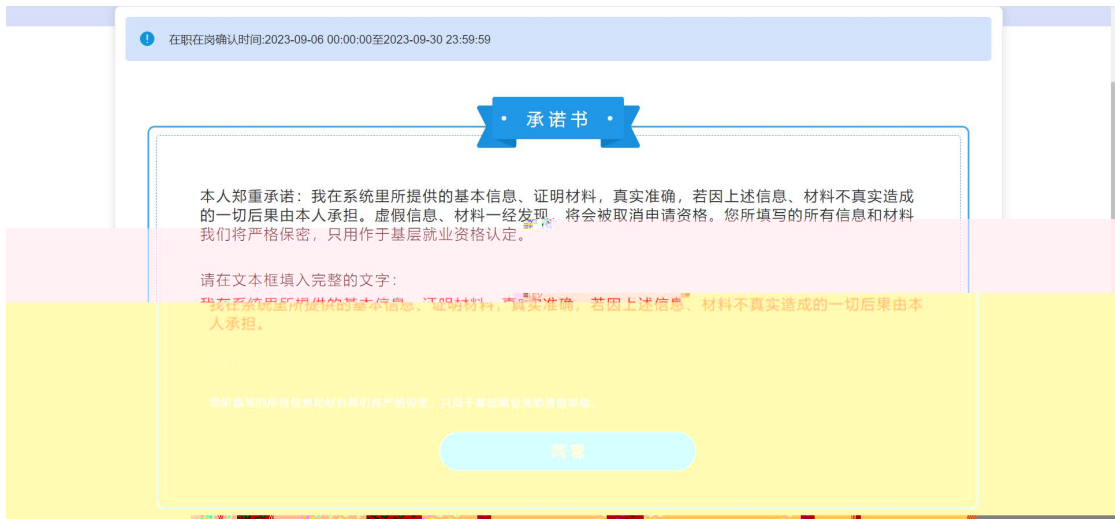 在职在岗确认时间:2023-09-06 00:00:00至2023-09-30 23:59:59
· 承诺书 ·
本人郑重承诺：我在系统里所提供的基本信息、证明材料，真实准确，若因上述信息、材料不真实造成
的一切后果由本人承担。虚假信息、材料一经发现，将会被取消申请资格。您所填写的所有信息和材料
我们将严格保密，只用作于基层就业资格认定。
请在文本框填入完整的文字：
我在系统里所提供的基本信息、证明材料，真实准确，若因上述信息、材料不真实造成的一切后果由本
人承担。